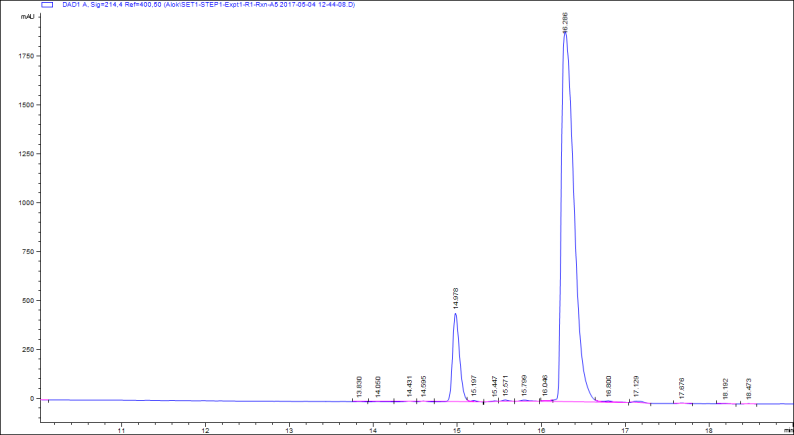 DAD1 A, Sig=214,4 Ref=400,60 (Alok\SET1-STEP1-Expt1-R1-Rxn-A5 2017-05-04 12-44-08.D)
mAU
16.286
1750
1500
1250
1000
750
500
14.978
250
13.830 14.050 14.431 14.595 15.197 15.447 15.571 15.799 16.046 16.800 17.129 17.676 18.192 18.473
0
11 12 13 14 15 16 17 18 min